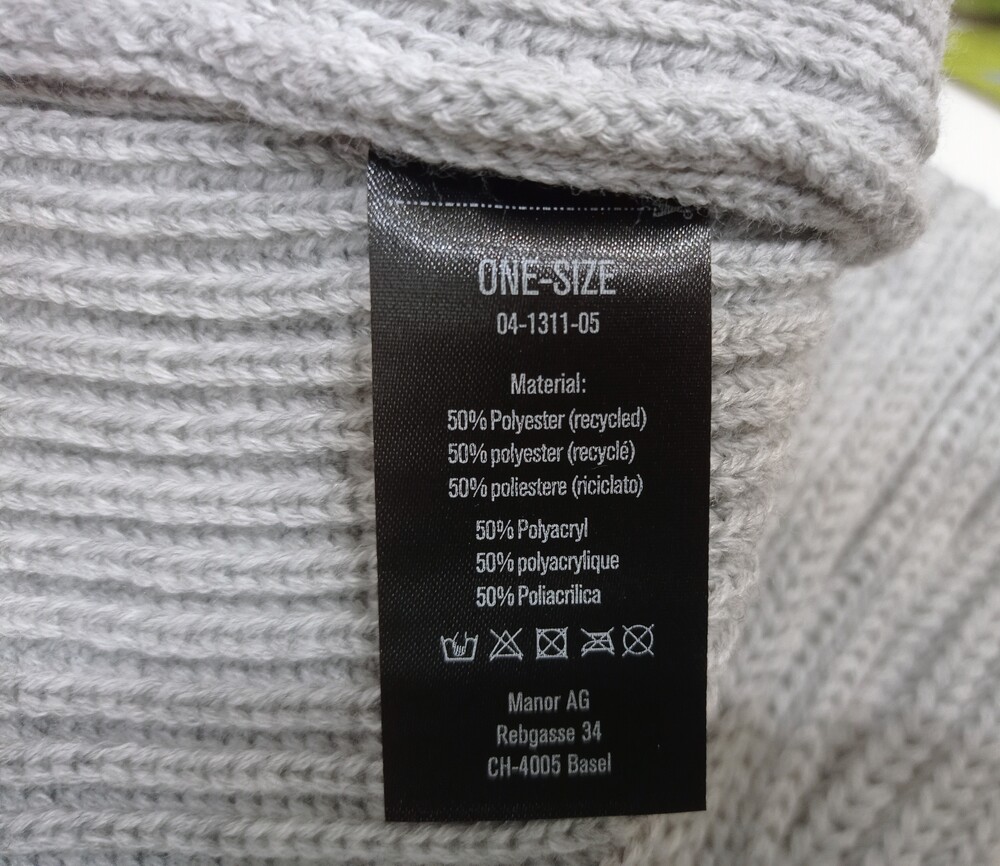 ONE-SIZE
04-1311-05
Material:
50% Polyester (recycled)
50% polyester (recyclé)
50% poliestere (riciclato)
50% Polyacryl
50% polyacrylique
50% Poliacrilica
Manor AG
Rebgasse 34
CH-4005 Basel